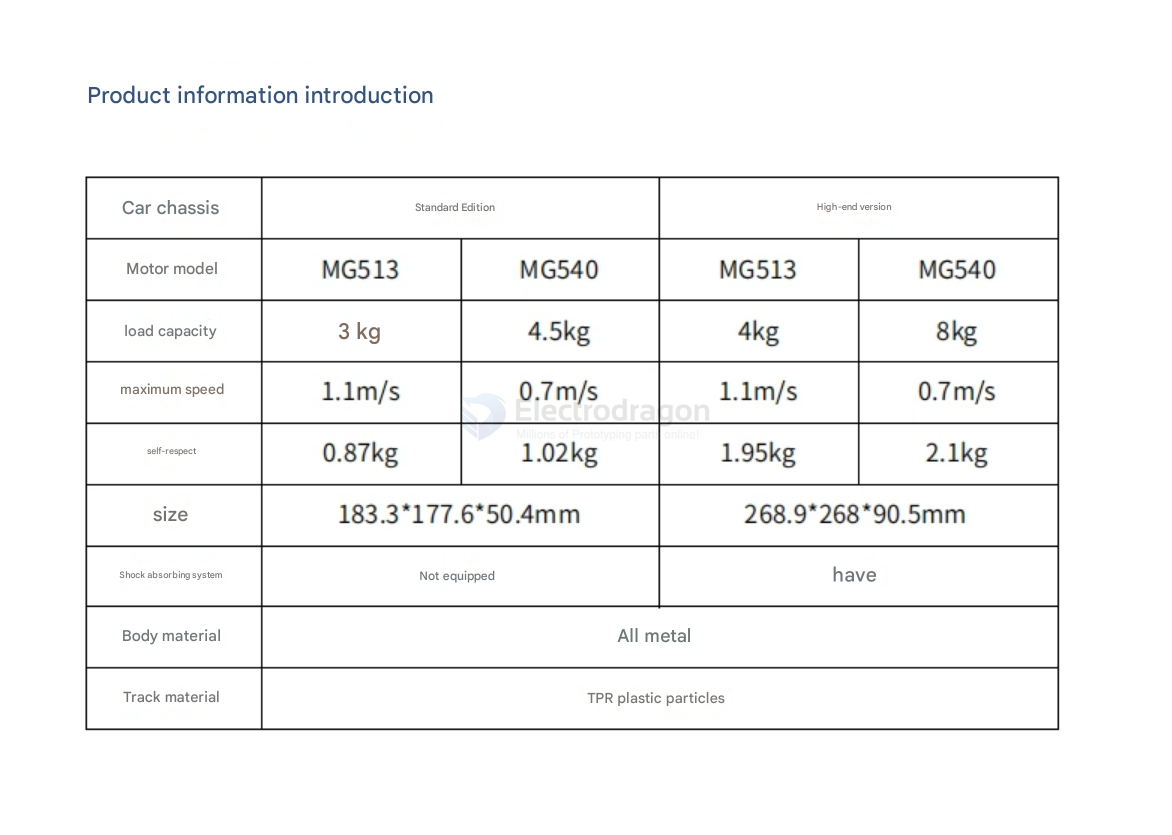 Product information introduction
Car chassis Standard Edition High-end version
Motor model MG513 MG540 MG513 MG540
load capacity 3 kg 4.5kg 4kg 8kg
maximum speed 1.1m/s 0.7m/s 1.1m/s 0.7m/s
Electrodragon
Millions of Prototyping parts online!
self-respect 0.87kg 1.02kg 1.95kg 2.1kg
size 183.3*177.6*50.4mm 268.9*268*90.5mm
Shock absorbing system Not equipped have
Body material All metal
Track material TPR plastic particles